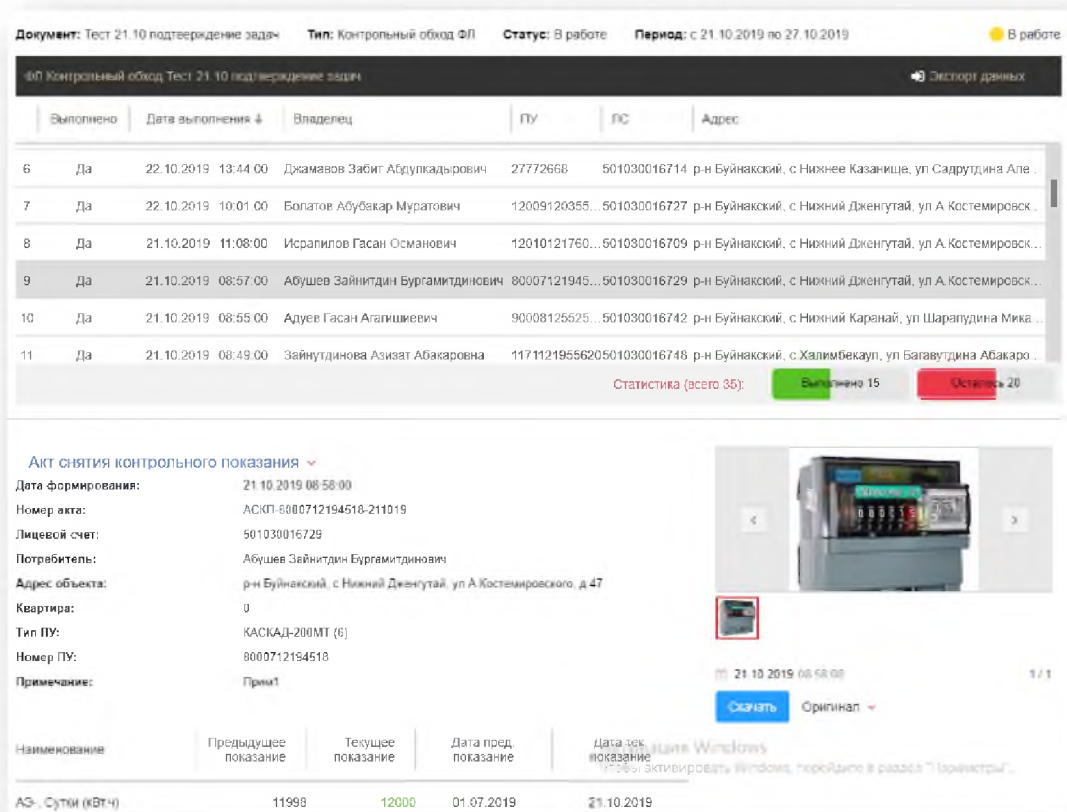 Документ: Тест 21.10 подтверждение задач Тип: Контрольный обход ФЛ Статус: В работе Период: с 21.10.2019 по 27.10.2019 В работе
ФЛ Контрольный обход Тест 21.10 подтверждение задач Экспорт данных
Выполнено Дата выполнения ↓ Владелец ПУ ЛС Адрес
6 Да 22.10.2019 13:44:00 Джамавов Забит Абдулкадырович 27772668 501030016714 р-н Буйнакский, с Нижнее Казанище, ул Садрутдина Але...
7 Да 22.10.2019 10:01:00 Болатов Абубакар Муратович 12009120355... 501030016727 р-н Буйнакский, с Нижний Дженгутай, ул А.Костемировск...
8 Да 21.10.2019 11:08:00 Исрапилов Гасан Османович 12010121760... 501030016709 р-н Буйнакский, с Нижний Дженгутай, ул А.Костемировск...
9 Да 21.10.2019 08:57:00 Абушев Зайнитдин Бургамитдинович 80007121945... 501030016729 р-н Буйнакский, с Нижний Дженгутай, ул А.Костемировск...
10 Да 21.10.2019 08:55:00 Адуев Гасан Агапишиевич 90008125525... 501030016742 р-н Буйнакский, с Нижний Каранай, ул Шарапудина Мика...
11 Да 21.10.2019 08:49:00 Зайнутдинова Азизат Абакаровна 1171121955620 501030016748 р-н Буйнакский, с.Халимбекаул, ул Багавутдина Абакаро...
Статистика (всего 35): Выполнено 15 Осталось 20
Акт снятия контрольного показания
Дата формирования: 21.10.2019 08:58:00
Номер акта: АСКП-8000712194518-211019
Лицевой счет: 501030016729
Потребитель: Абушев Зайнитдин Бургамитдинович
Адрес объекта: р-н Буйнакский, с Нижний Дженгутай, ул А.Костемировского, д.47
Квартира: 0
Тип ПУ: КАСКАД-200МТ (6)
Номер ПУ: 8000712194518
Примечание: Прим1
21.10.2019 08:58:08 1 / 1
Скачать Оригинал
Наименование Предыдущее показание Текущее показание Дата пред. показание Дата тек. показание
Активация Windows
Чтобы активировать Windows, перейдите в раздел "Параметры".
АЭ-, Сутки (кВт.ч) 11998 12000 01.07.2019 21.10.2019